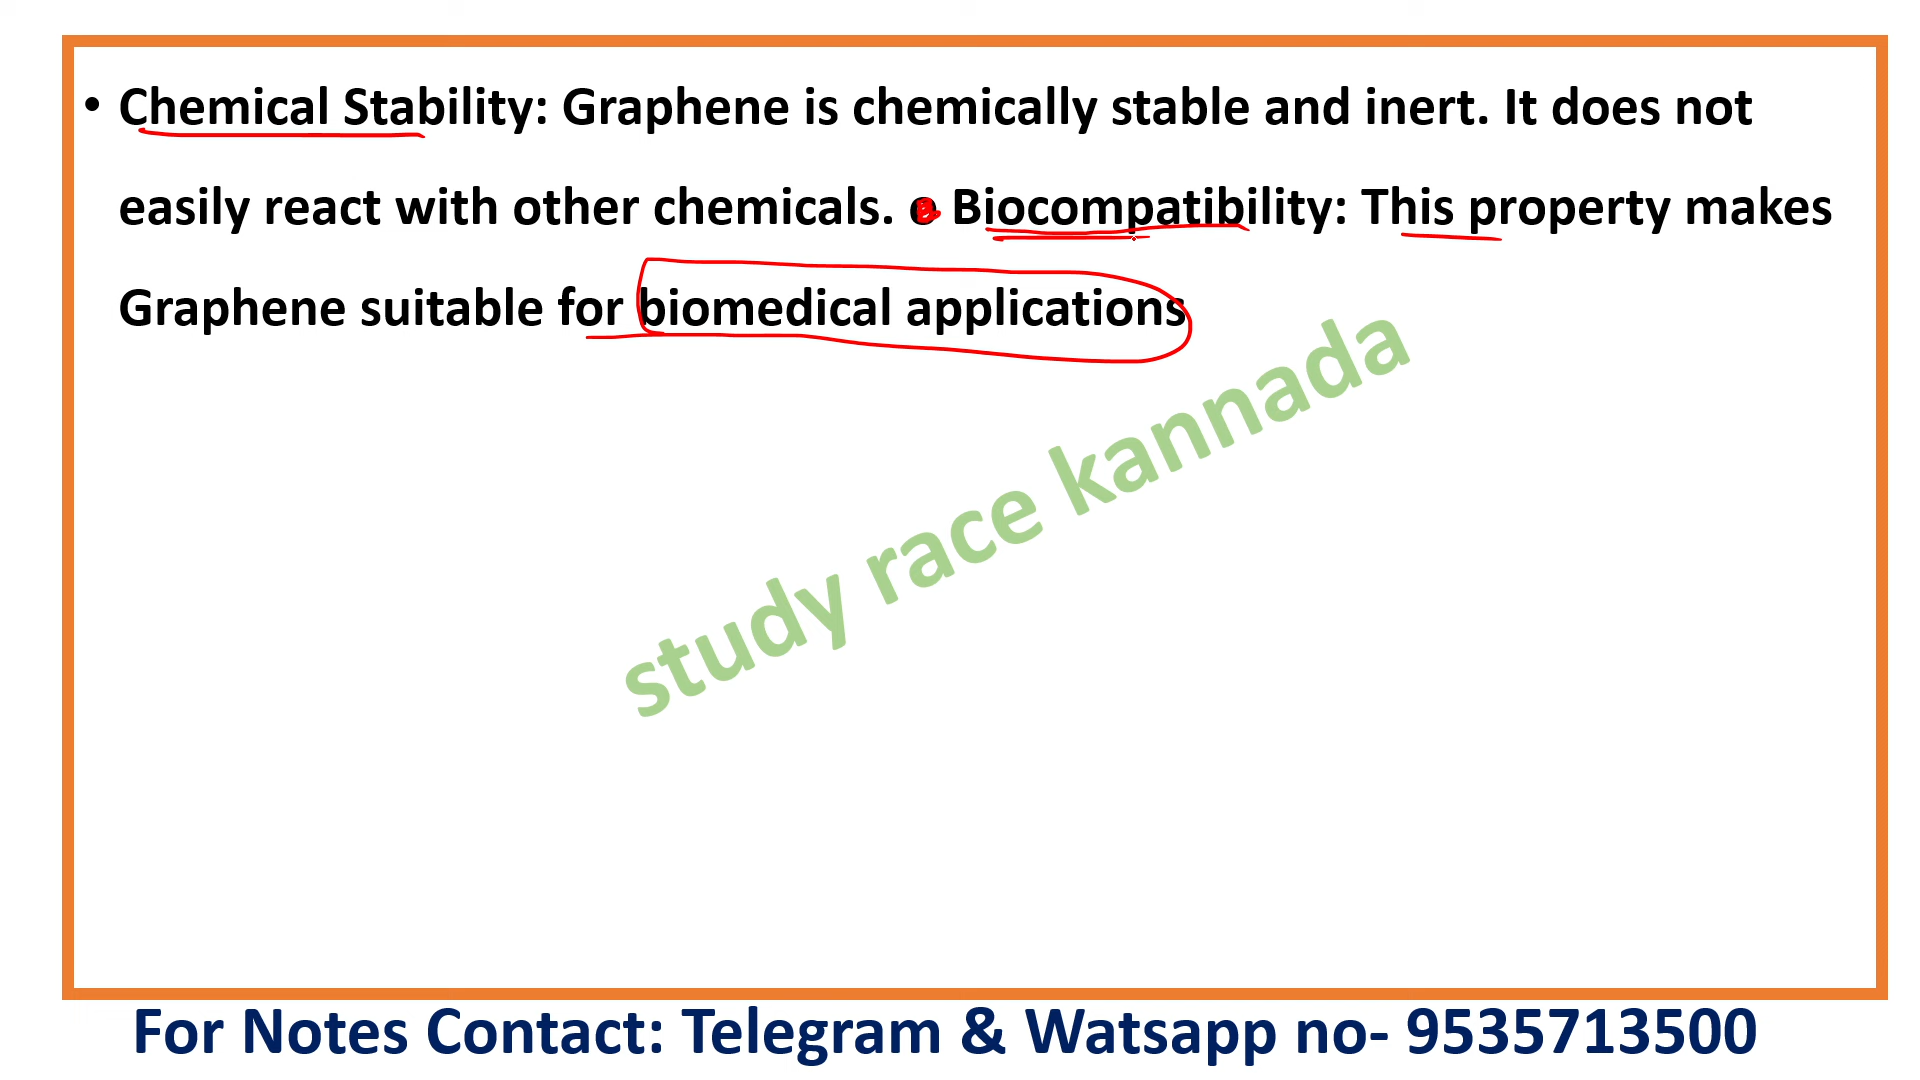 • Chemical Stability: Graphene is chemically stable and inert. It does not
easily react with other chemicals. Biocompatibility: This property makes
Graphene suitable for biomedical applications
study race kannada
For Notes Contact: Telegram & Watsapp no- 9535713500